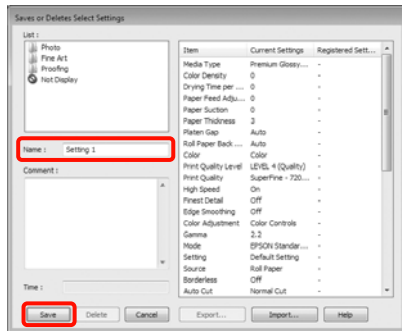 Saves or Deletes Select Settings
List :
Photo
Fine Art
Proofing
Not Display
Name : Setting 1
Comment :
Time :
Item Current Settings Registered Sett...
Media Type Premium Glossy... -
Color Density 0 -
Drying Time per ... 0 -
Paper Feed Adju... 0 -
Paper Suction 0 -
Paper Thickness 3 -
Platen Gap Auto -
Roll Paper Back ... Auto -
Color Color -
Print Quality Level LEVEL 4 (Quality) -
Print Quality SuperFine - 720... -
High Speed On -
Finest Detail Off -
Edge Smoothing Off -
Color Adjustment Color Controls -
Gamma 2.2 -
Mode EPSON Standar... -
Setting Default Setting -
Source Roll Paper -
Borderless Off -
Auto Cut Normal Cut -
Save Delete Cancel Export... Import... Help